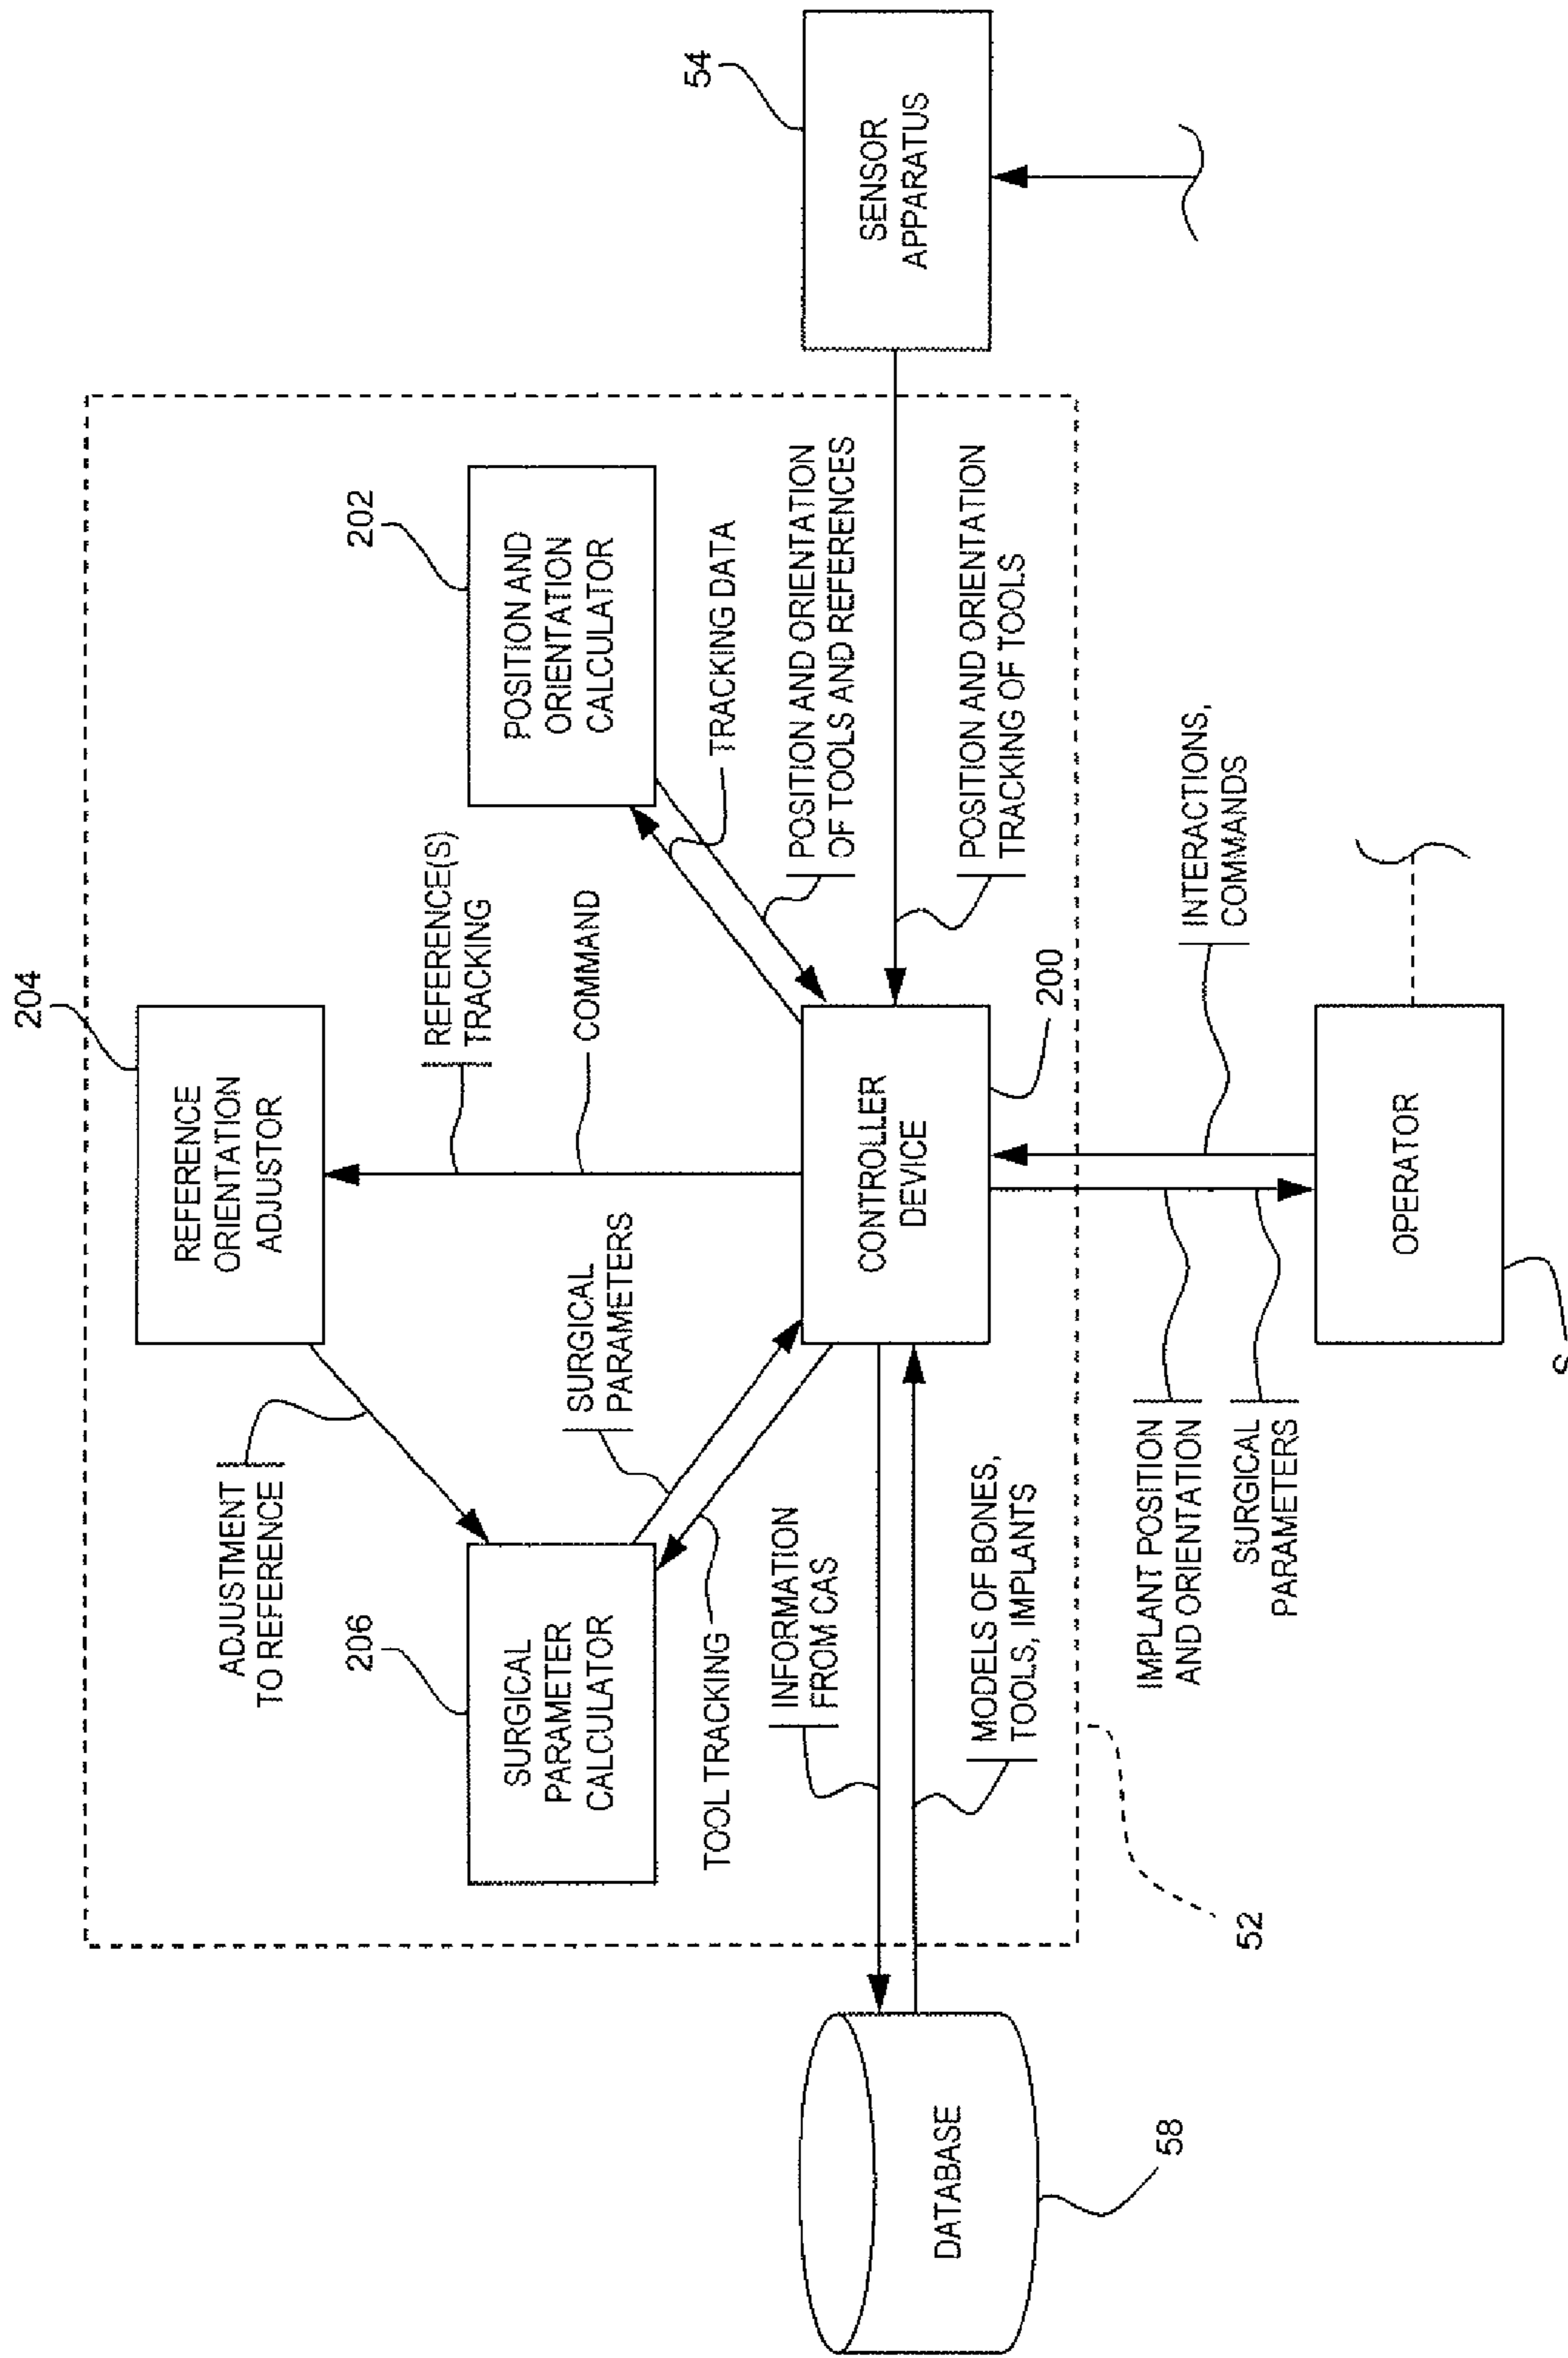 204
REFERENCE
ORIENTATION
ADJUSTOR
ADJUSTMENT
TO REFERENCE
REFERENCE(S)
TRACKING
206
SURGICAL
PARAMETER
CALCULATOR
SURGICAL
PARAMETERS
COMMAND
202
POSITION AND
ORIENTATION
CALCULATOR
TOOL TRACKING
TRACKING DATA
INFORMATION
FROM CAS
POSITION AND ORIENTATION
OF TOOLS AND REFERENCES
54
SENSOR
APPARATUS
DATABASE
58
CONTROLLER
DEVICE
200
MODELS OF BONES,
TOOLS, IMPLANTS
POSITION AND ORIENTATION
TRACKING OF TOOLS
52
IMPLANT POSITION
AND ORIENTATION
SURGICAL
PARAMETERS
INTERACTIONS,
COMMANDS
OPERATOR